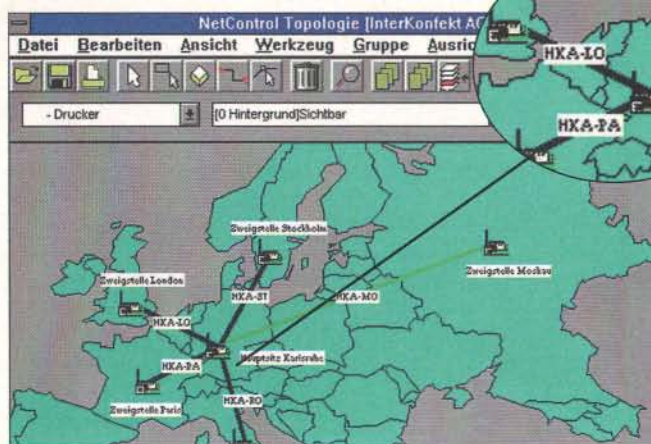 NetControl Topologie [InterKonfekt AG
Datei Bearbeiten Ansicht Werkzeug Gruppe Ausric
- Drucker
[0 Hintergrund]Sichtbar
HXA-LO
HXA-PA
Zweigstelle Stockholm
Zweigstelle Moskau
Zweigstelle London
HXA-ST
HXA-MO
HXA-LO
Hauptsitz Karlsruhe
HXA-PA
Zweigstelle Paris
HXA-RO